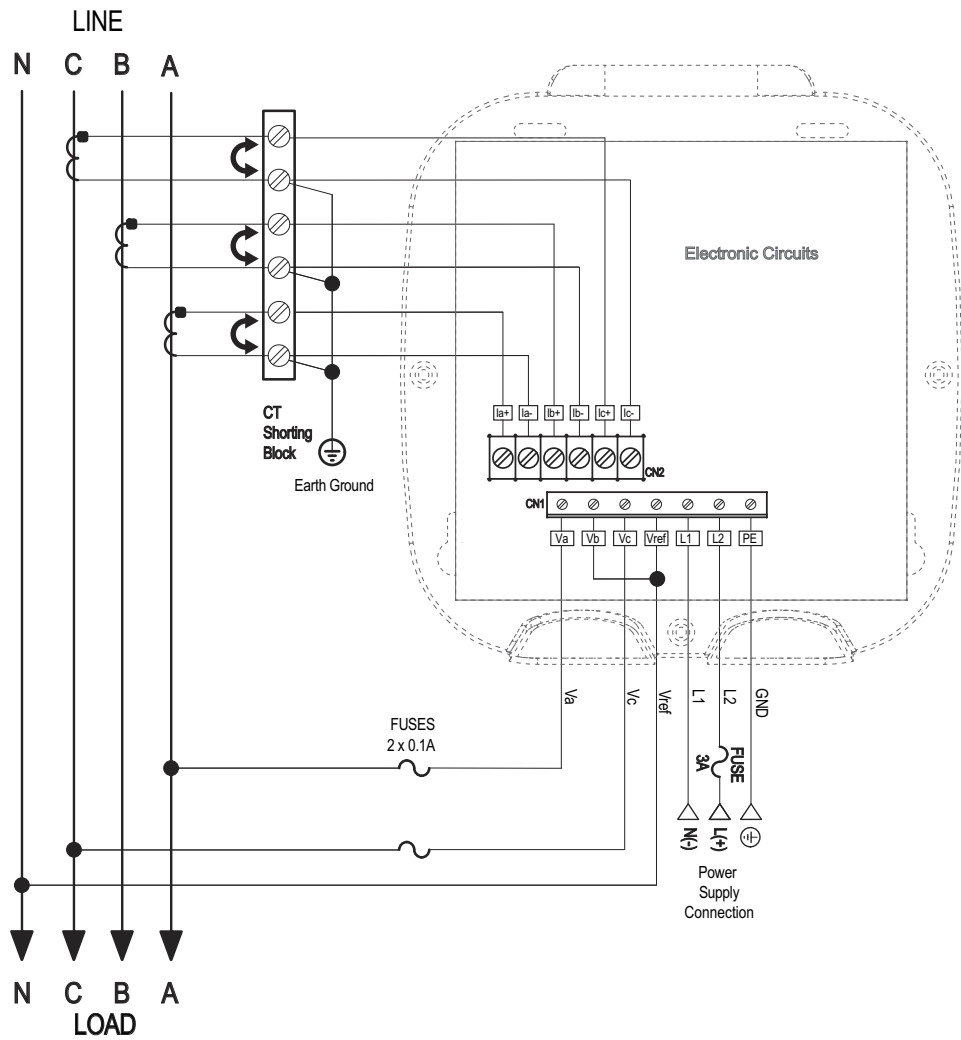 LINE
N C B A
Electronic Circuits
CT
Shorting
Block
Earth Ground
Ia+ Ia- Ib+ Ib- Ic+ Ic-
CN2
CN1
Va Vb Vc Vref L1 L2 PE
Va
Vc
Vref
L1
L2
GND
FUSES
2 x 0.1A
FUSE
3A
N(-)
L(+)
Power
Supply
Connection
N C B A
LOAD